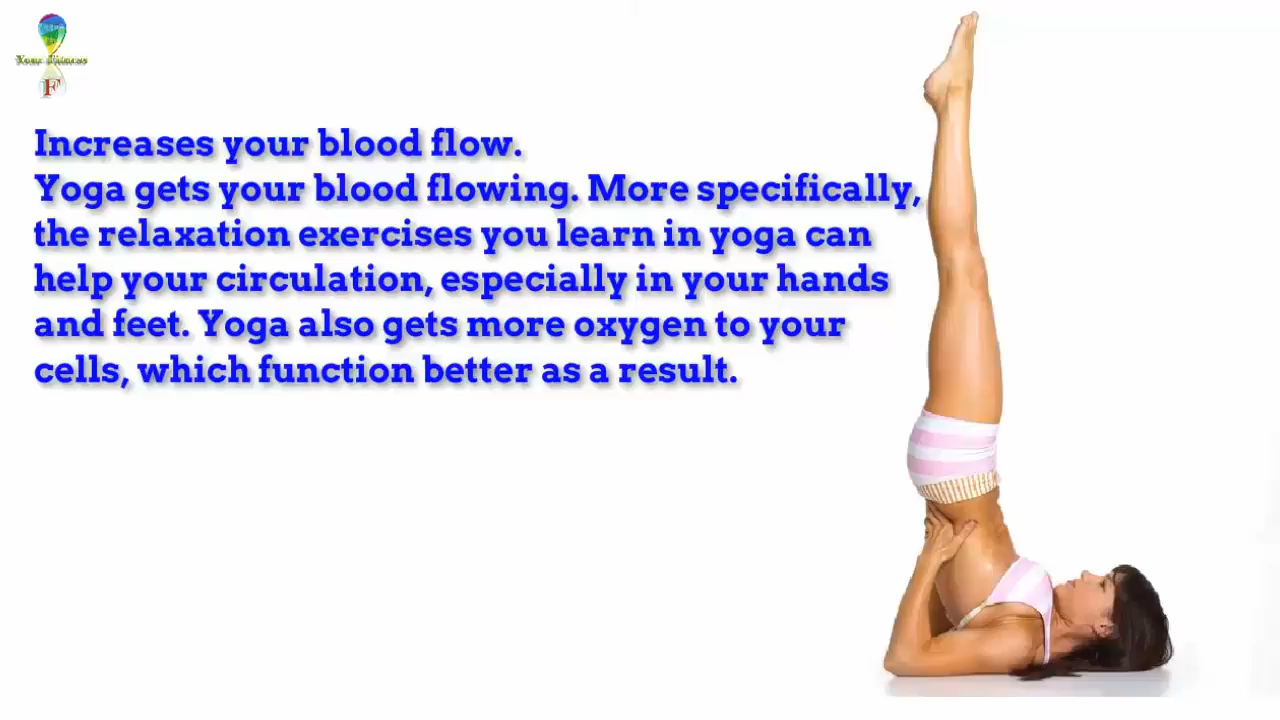 Your Fitness
F
Increases your blood flow.
Yoga gets your blood flowing. More specifically,
the relaxation exercises you learn in yoga can
help your circulation, especially in your hands
and feet. Yoga also gets more oxygen to your
cells, which function better as a result.